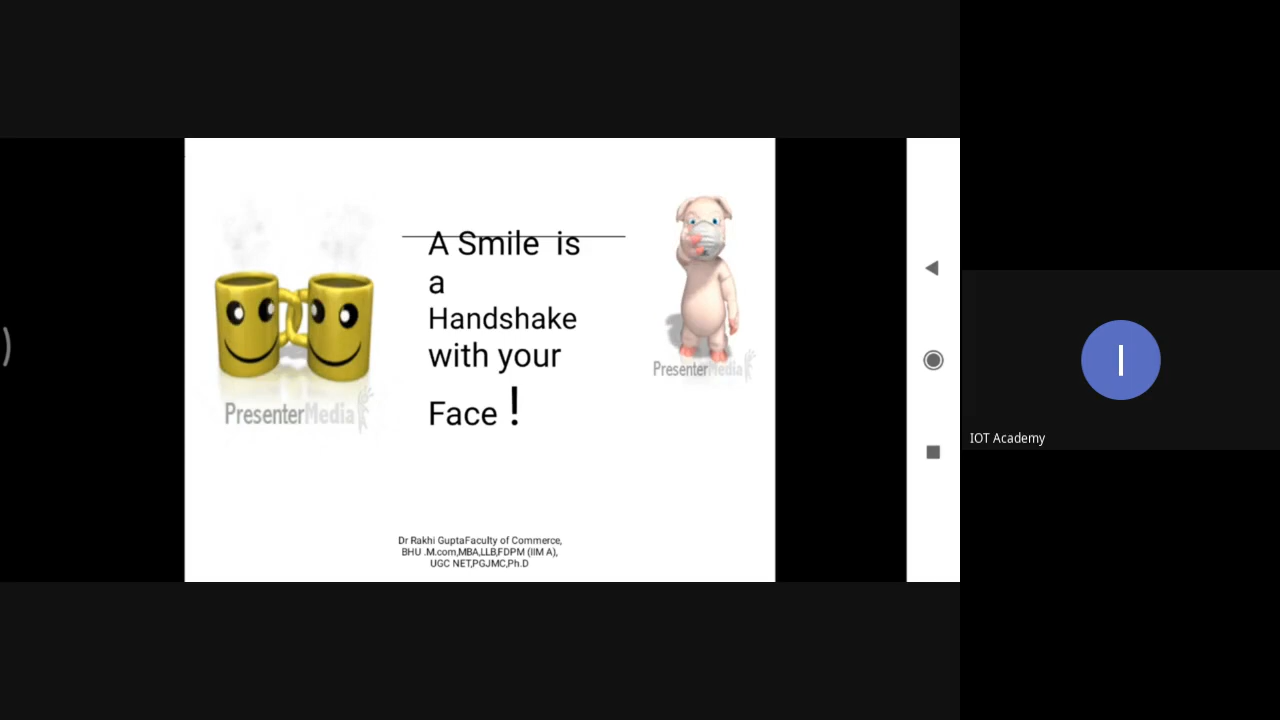 A Smile is
a
Handshake
with your
Face !
PresenterMedia
PresenterMedia
Dr Rakhi GuptaFaculty of Commerce,
BHU .M.com,MBA,LLB,FDPM (IIM A),
UGC NET,PGJMC,Ph.D
I
IOT Academy